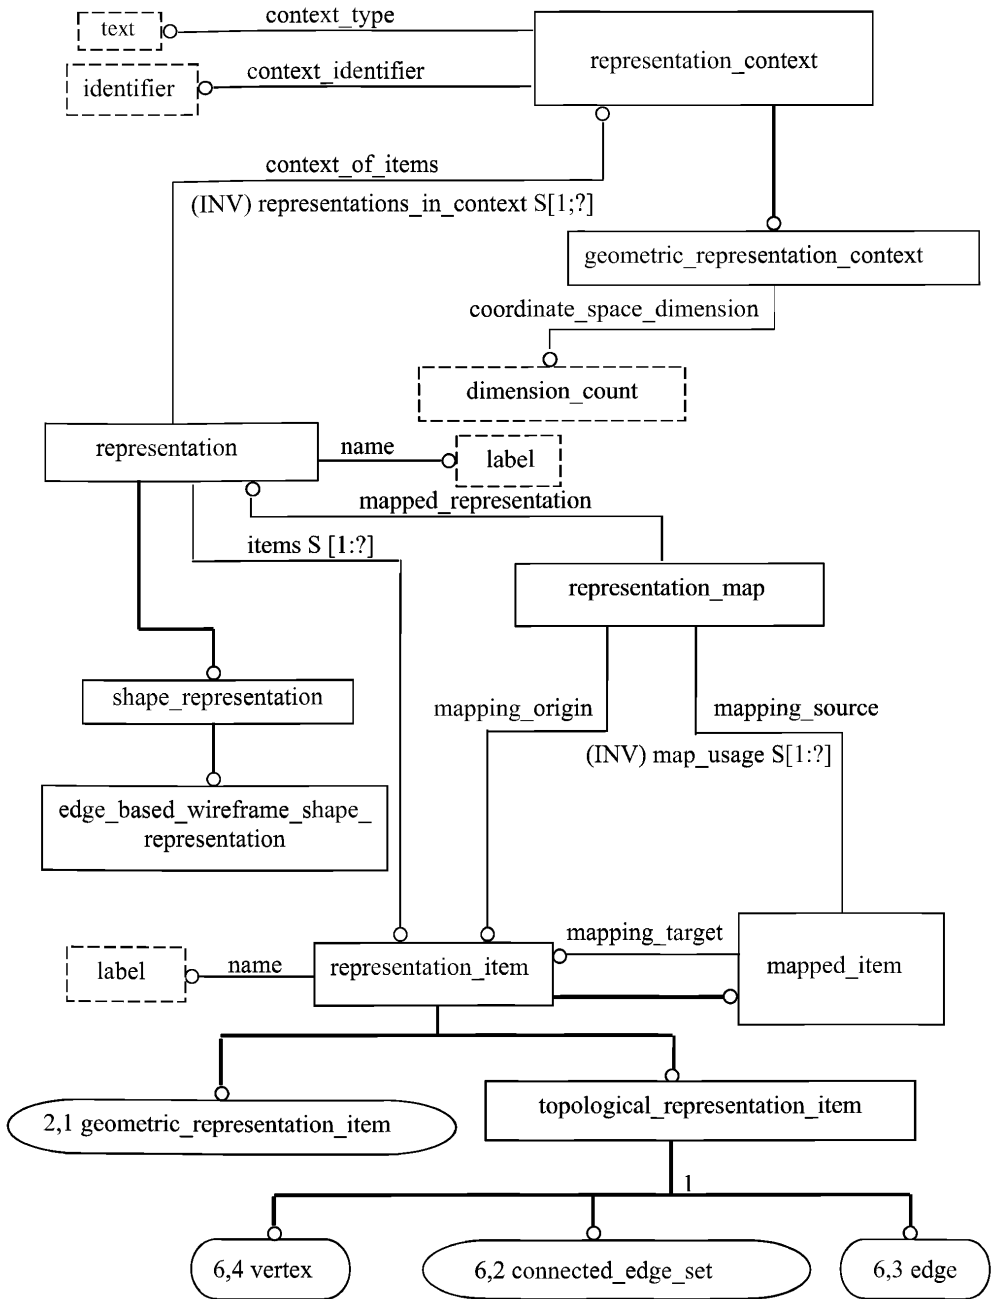 context_type
text
representation_context
context_identifier
identifier
context_of_items
(INV) representations_in_context S[1;?]
geometric_representation_context
coordinate_space_dimension
dimension_count
representation
name
label
mapped_representation
items S [1:?]
representation_map
shape_representation
mapping_origin
mapping_source
(INV) map_usage S[1:?]
edge_based_wireframe_shape_
representation
mapping_target
label
name
representation_item
mapped_item
2,1 geometric_representation_item
topological_representation_item
1
6,4 vertex
6,2 connected_edge_set
6,3 edge